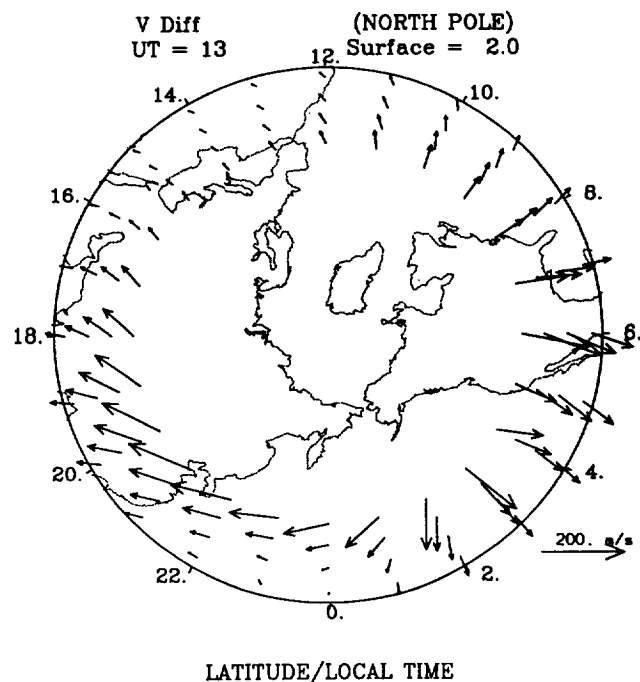 V Diff (NORTH POLE)
UT = 13 Surface = 2.0
12.
14. 10.
16. 8.
18. 6.
20. 4.
200. m/s
22. 2.
0.
LATITUDE/LOCAL TIME